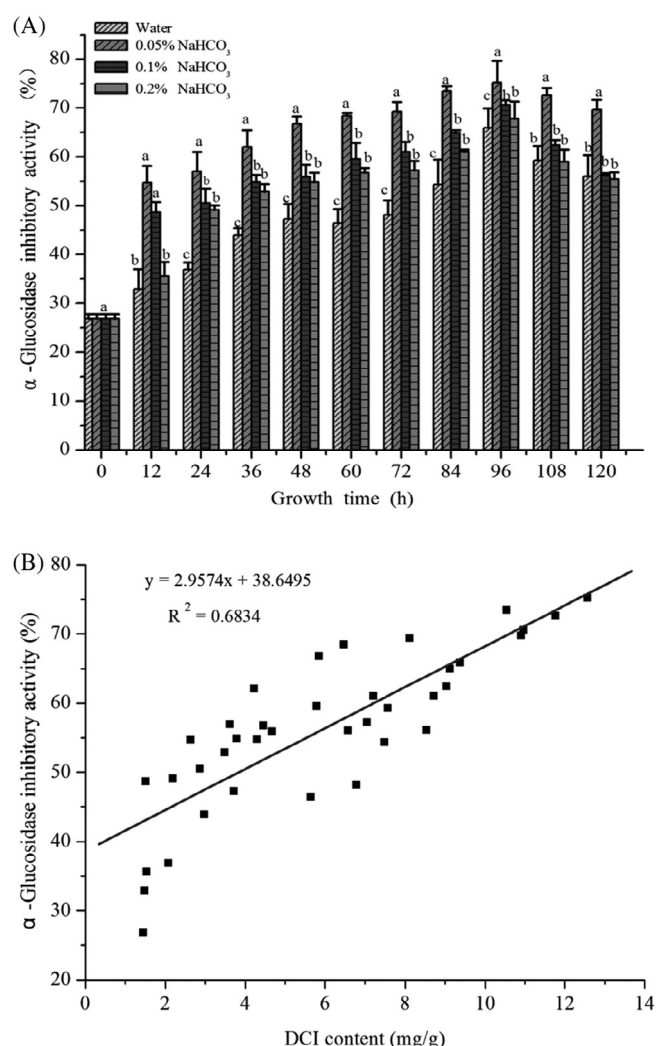 (A)
Water
0.05% NaHCO3
0.1% NaHCO3
0.2% NaHCO3
α -Glucosidase inhibitory activity (%)
80
70
60
50
40
30
20
10
0
a
b a a b
c a b b
c a b b
c a b b
c a b b
c a b b
c a b b
c a b b
b a b b
b a b b
0 12 24 36 48 60 72 84 96 108 120
Growth time (h)
(B)
y = 2.9574x + 38.6495
R 2 = 0.6834
α -Glucosidase inhibitory activity (%)
80
70
60
50
40
30
20
0 2 4 6 8 10 12 14
DCI content (mg/g)